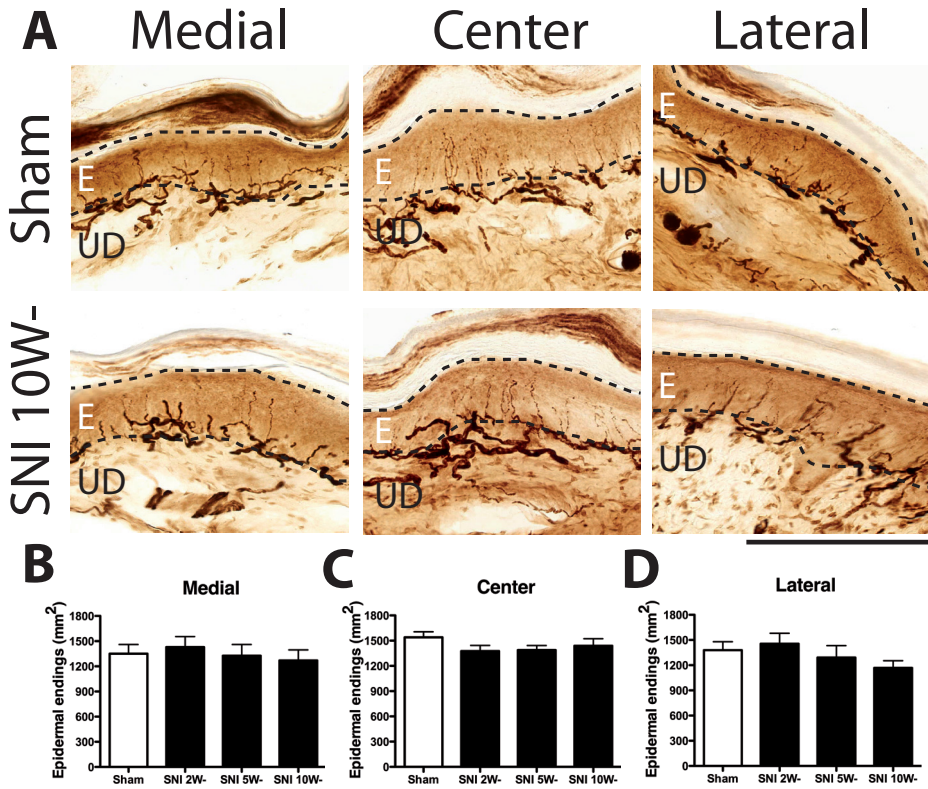 A Medial Center Lateral
Sham
E
UD
E
UD
E
UD
SNI 10W-
E
UD
E
UD
E
UD
B
Medial
Epidermal endings (mm²)
1800
1500
1200
900
600
300
0
Sham SNI 2W- SNI 5W- SNI 10W-
C
Center
Epidermal endings (mm²)
1800
1500
1200
900
600
300
0
Sham SNI 2W- SNI 5W- SNI 10W-
D
Lateral
Epidermal endings (mm²)
1800
1500
1200
900
600
300
0
Sham SNI 2W- SNI 5W- SNI 10W-